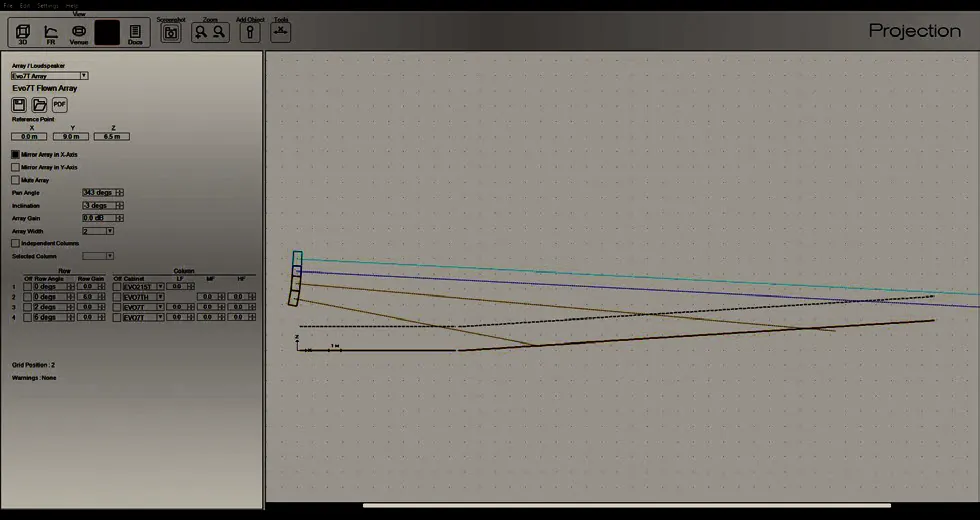 File Edit Settings Help
View
Screenshot Zoom Add Object Tools
3D FR Venue Docs
Projection
Array / Loudspeaker
Evo7T Array
Evo7T Flown Array
PDF
Reference Point
X Y Z
0.0 m 9.0 m 6.5 m
Mirror Array in X-Axis
Mirror Array in Y-Axis
Mute Array
Pan Angle 343 degs
Inclination -3 degs
Array Gain 0.0 dB
Array Width 2
Independent Columns
Selected Column
Row Column
Off Row Angle Row Gain Off Cabinet LF MF HF
1 0 degs 0.0 EVO21ST 0.0
2 0 degs 0.0 EVO7TH 0.0 0.0
3 2 degs 0.0 EVO7T 0.0 0.0 0.0
4 6 degs 0.0 EVO7T 0.0 0.0 0.0
Grid Position : 2
Warnings : None
Z
1 M